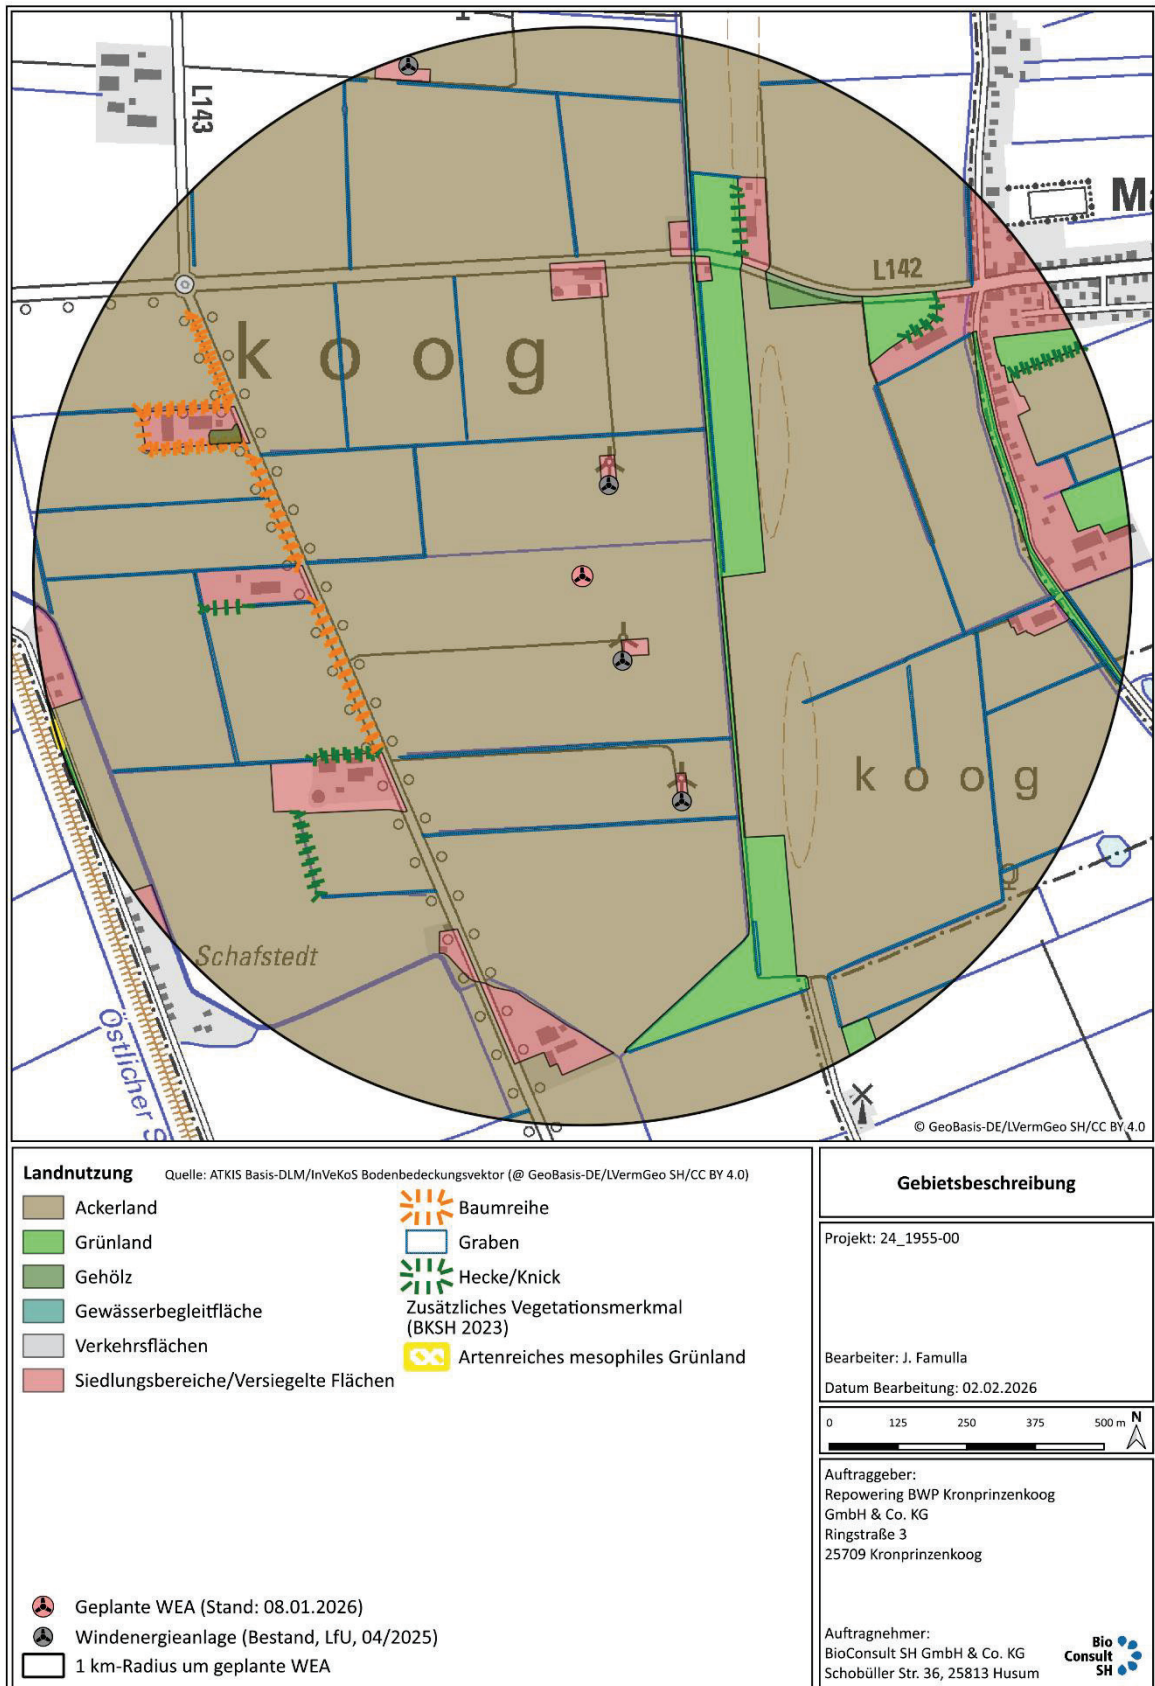 L143
Ma
L142
koog
koog
Schafstedt
Östlicher S
© GeoBasis-DE/LVermGeo SH/CC BY 4.0
Landnutzung Quelle: ATKIS Basis-DLM/InVeKoS Bodenbedeckungsvektor (@ GeoBasis-DE/LVermGeo SH/CC BY 4.0)
Ackerland
Grünland
Gehölz
Gewässerbegleitfläche
Verkehrsflächen
Siedlungsbereiche/Versiegelte Flächen
Baumreihe
Graben
Hecke/Knick
Zusätzliches Vegetationsmerkmal
(BKSH 2023)
Artenreiches mesophiles Grünland
Geplante WEA (Stand: 08.01.2026)
Windenergieanlage (Bestand, LfU, 04/2025)
1 km-Radius um geplante WEA
Gebietsbeschreibung
Projekt: 24_1955-00
Bearbeiter: J. Famulla
Datum Bearbeitung: 02.02.2026
0 125 250 375 500 m N
Auftraggeber:
Repowering BWP Kronprinzenkoog
GmbH & Co. KG
Ringstraße 3
25709 Kronprinzenkoog
Auftragnehmer:
BioConsult SH GmbH & Co. KG
Schobüller Str. 36, 25813 Husum
Bio
Consult
SH